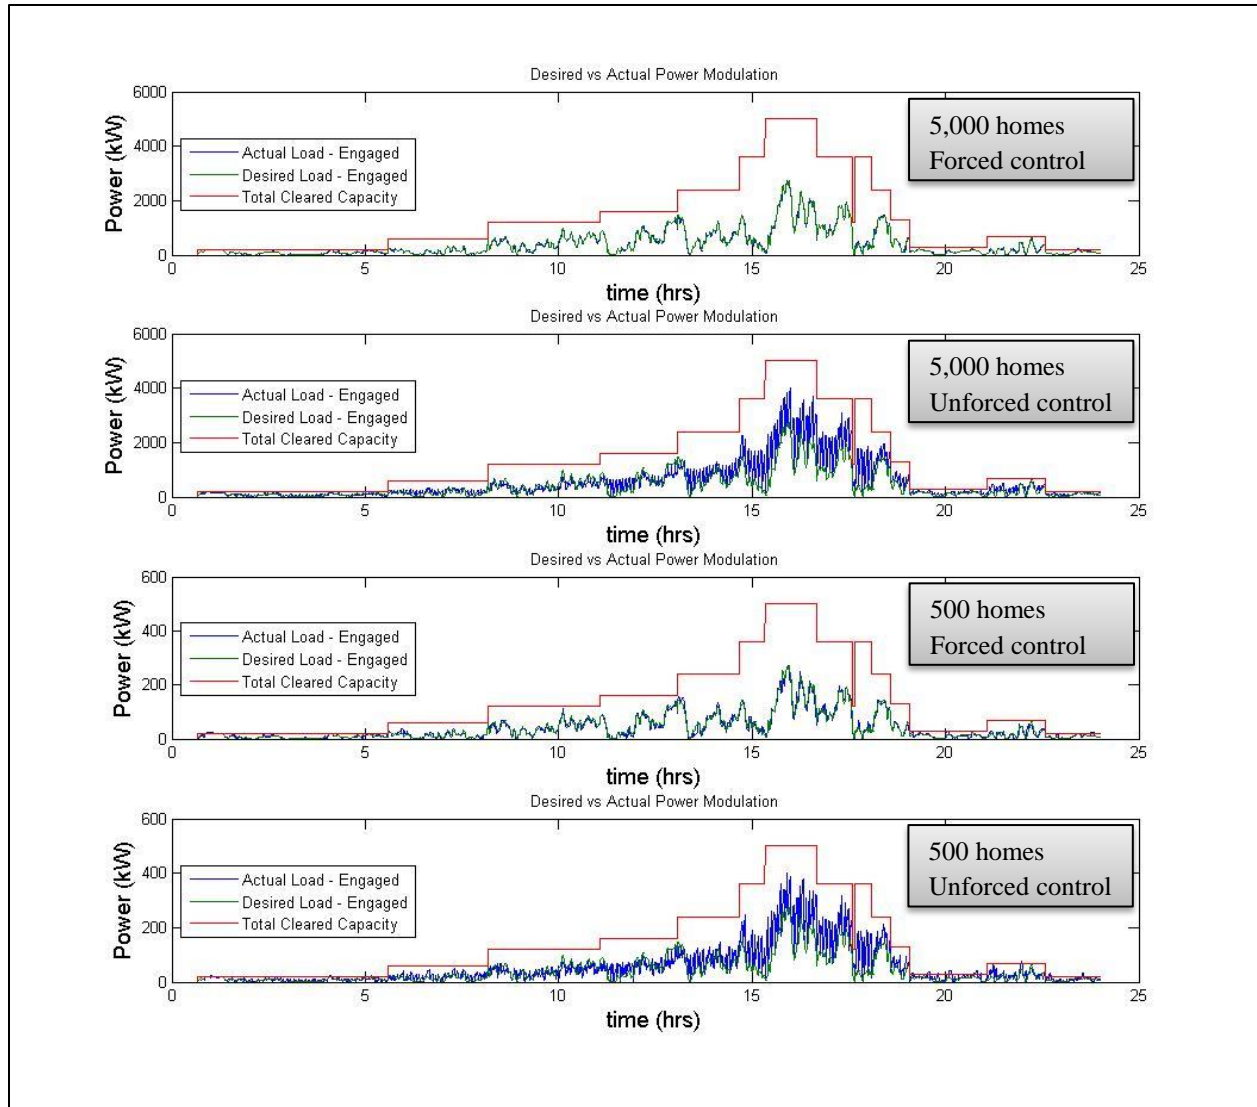 Desired vs Actual Power Modulation
6000
4000
2000
0
Power (kW)
Actual Load - Engaged
Desired Load - Engaged
Total Cleared Capacity
5,000 homes
Forced control
0 5 10 15 20 25
time (hrs)
Desired vs Actual Power Modulation
6000
4000
2000
0
Power (kW)
Actual Load - Engaged
Desired Load - Engaged
Total Cleared Capacity
5,000 homes
Unforced control
0 5 10 15 20 25
time (hrs)
Desired vs Actual Power Modulation
600
400
200
0
Power (kW)
Actual Load - Engaged
Desired Load - Engaged
Total Cleared Capacity
500 homes
Forced control
0 5 10 15 20 25
time (hrs)
Desired vs Actual Power Modulation
600
400
200
0
Power (kW)
Actual Load - Engaged
Desired Load - Engaged
Total Cleared Capacity
500 homes
Unforced control
0 5 10 15 20 25
time (hrs)